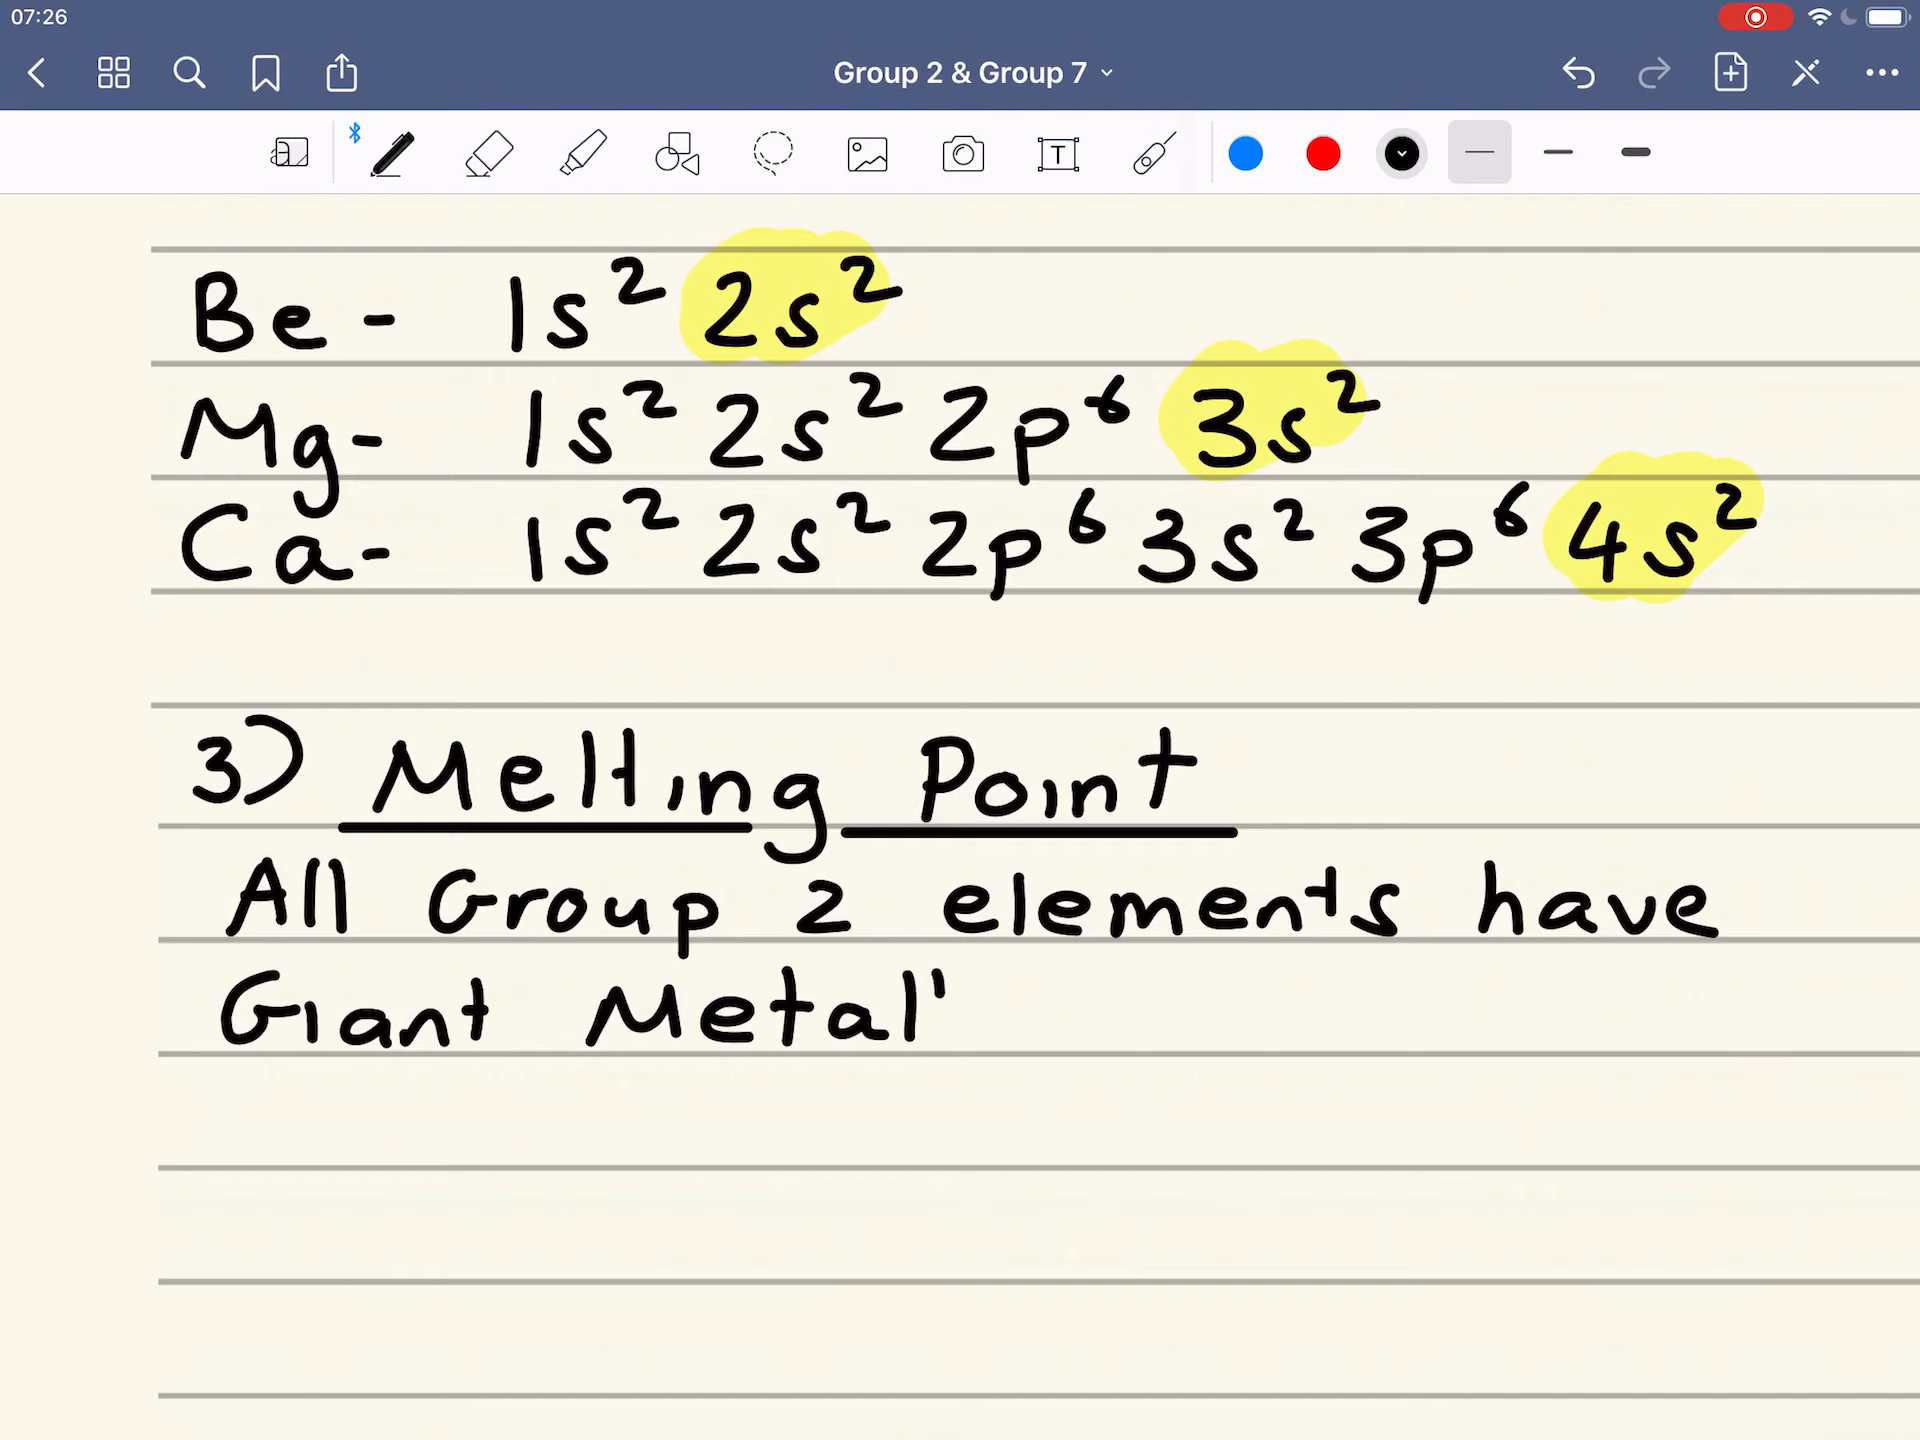 07:26
Group 2 & Group 7
Be - 1s² 2s²
Mg- 1s² 2s² 2p⁶ 3s²
Ca- 1s² 2s² 2p⁶ 3s² 3p⁶ 4s²
3) Melting Point
All Group 2 elements have
Giant Metal'